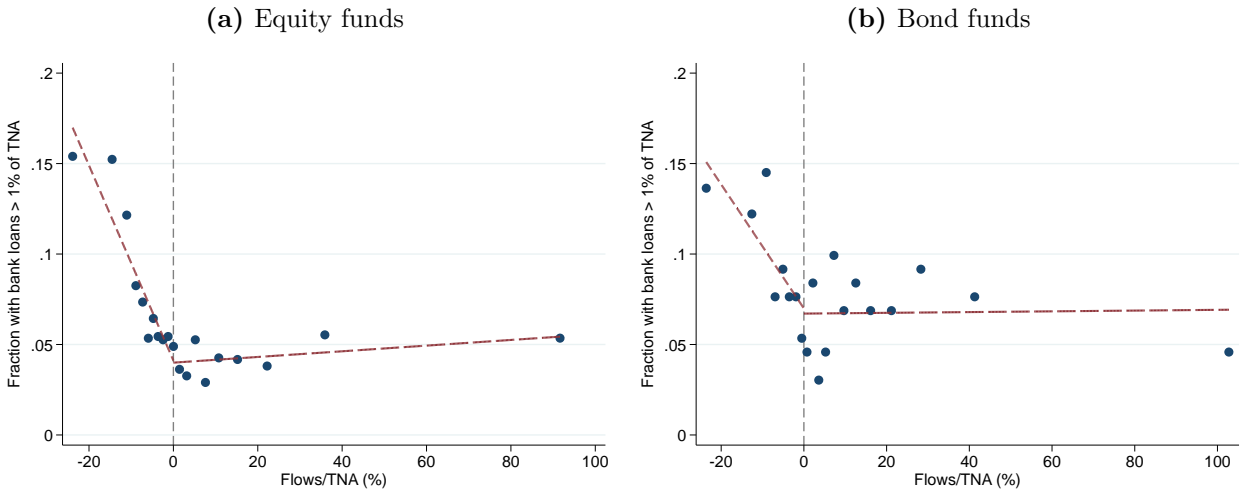 (a) Equity funds
Fraction with bank loans > 1% of TNA
.2
.15
.1
.05
0
-20 0 20 40 60 80 100
Flows/TNA (%)
(b) Bond funds
Fraction with bank loans > 1% of TNA
.2
.15
.1
.05
0
-20 0 20 40 60 80 100
Flows/TNA (%)